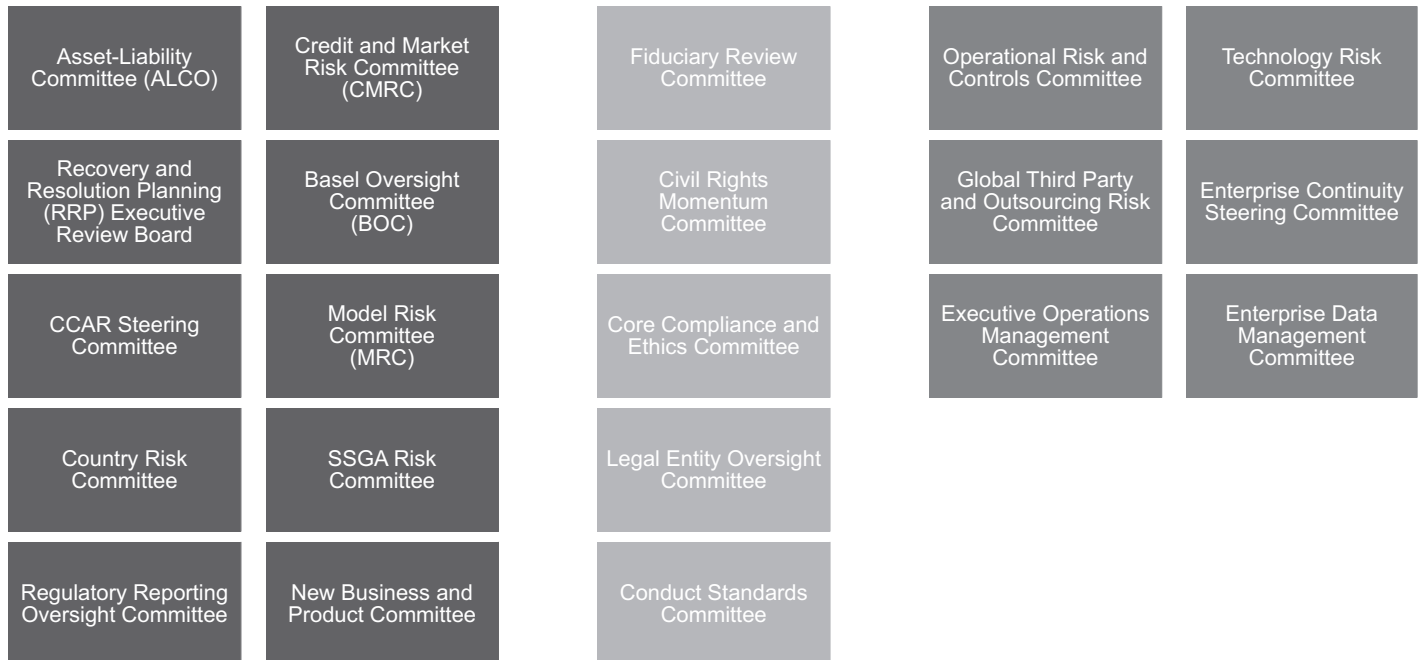 Asset-Liability
Committee (ALCO)
Credit and Market
Risk Committee
(CMRC)
Fiduciary Review
Committee
Operational Risk and
Controls Committee
Technology Risk
Committee
Recovery and
Resolution Planning
(RRP) Executive
Review Board
Basel Oversight
Committee
(BOC)
Civil Rights
Momentum
Committee
Global Third Party
and Outsourcing Risk
Committee
Enterprise Continuity
Steering Committee
CCAR Steering
Committee
Model Risk
Committee
(MRC)
Core Compliance and
Ethics Committee
Executive Operations
Management
Committee
Enterprise Data
Management
Committee
Country Risk
Committee
SSGA Risk
Committee
Legal Entity Oversight
Committee
Regulatory Reporting
Oversight Committee
New Business and
Product Committee
Conduct Standards
Committee